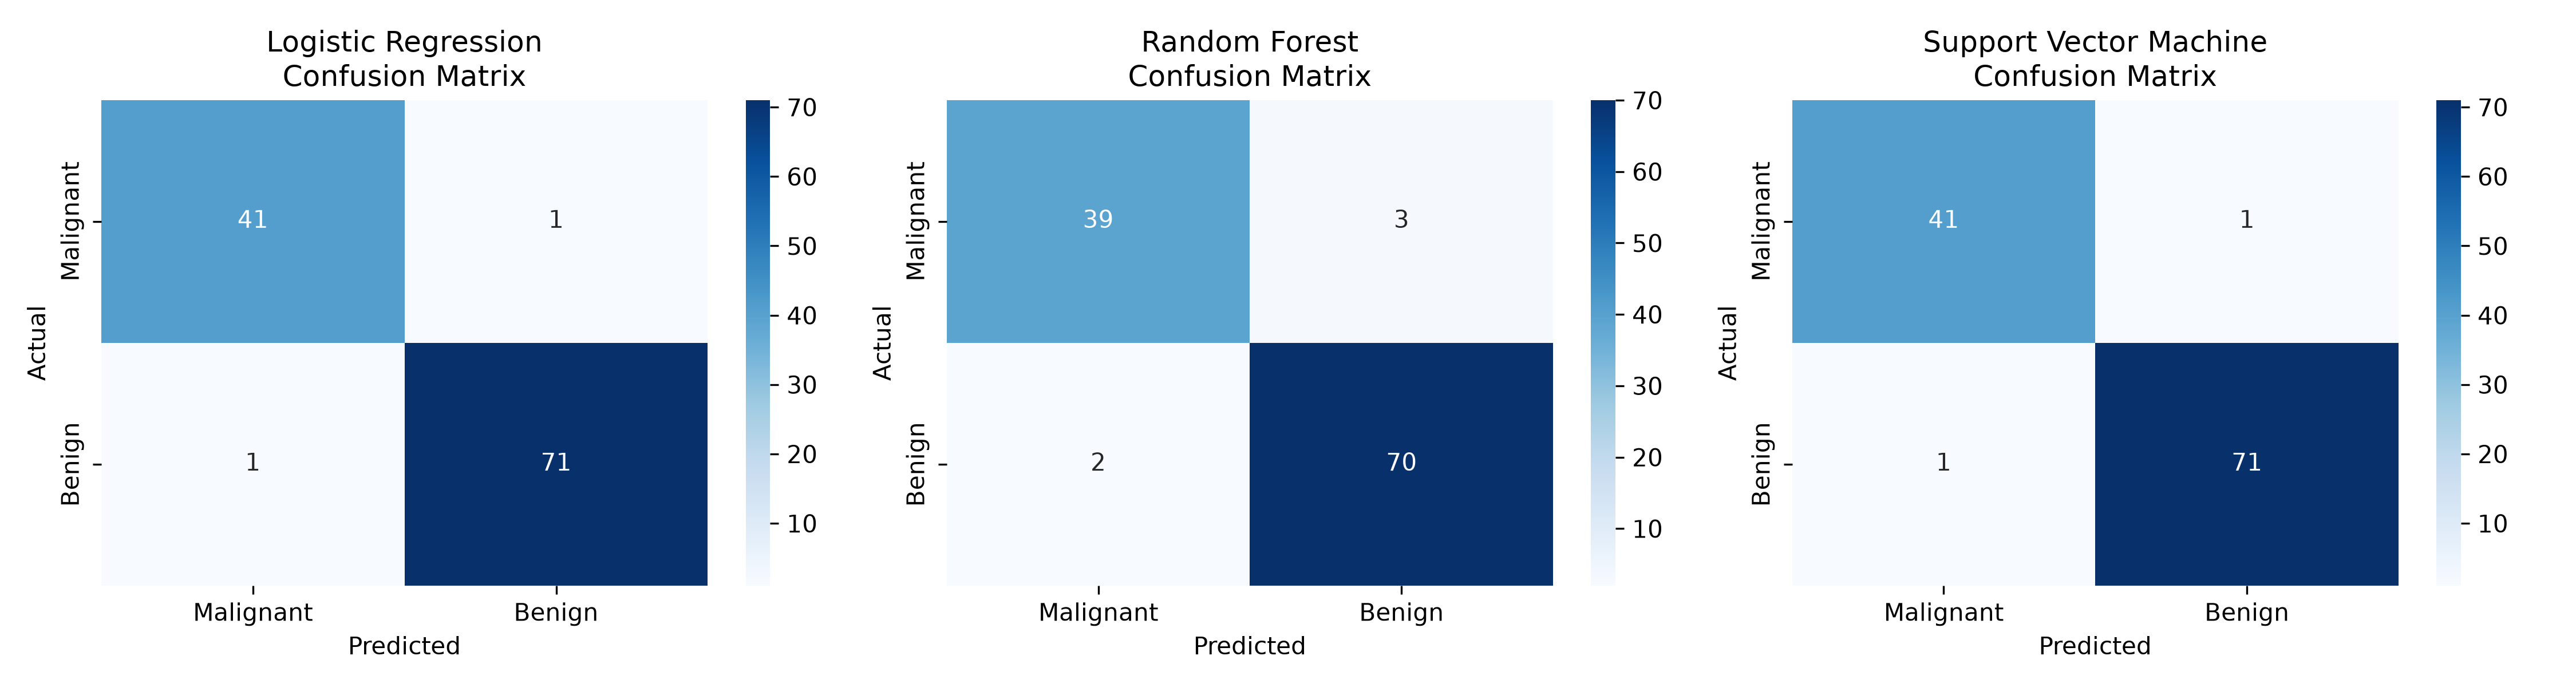 Logistic Regression
Confusion Matrix
Actual
Malignant
Benign
41
1
1
71
Malignant
Benign
Predicted
70
60
50
40
30
20
10
Random Forest
Confusion Matrix
Actual
Malignant
Benign
39
3
2
70
Malignant
Benign
Predicted
70
60
50
40
30
20
10
Support Vector Machine
Confusion Matrix
Actual
Malignant
Benign
41
1
1
71
Malignant
Benign
Predicted
70
60
50
40
30
20
10